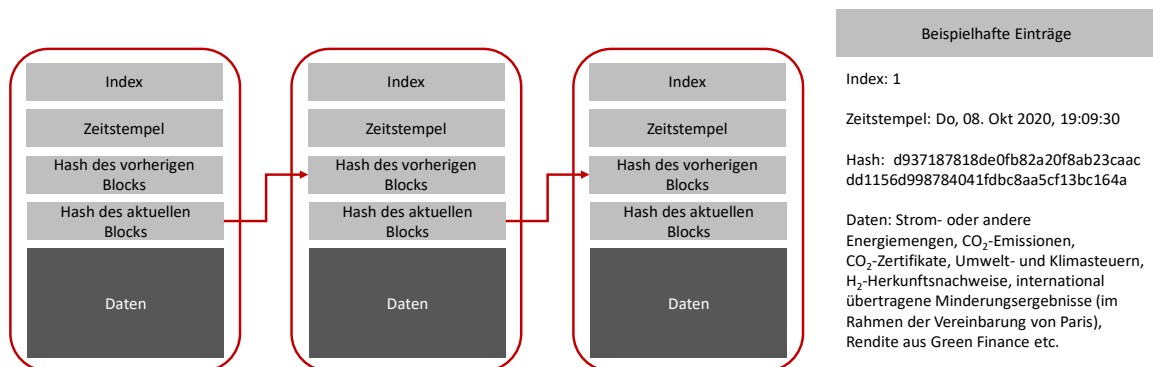 Index
Zeitstempel
Hash des vorherigen
Blocks
Hash des aktuellen
Blocks
Daten
Index
Zeitstempel
Hash des vorherigen
Blocks
Hash des aktuellen
Blocks
Daten
Index
Zeitstempel
Hash des vorherigen
Blocks
Hash des aktuellen
Blocks
Daten
Beispielhafte Einträge
Index: 1
Zeitstempel: Do, 08. Okt 2020, 19:09:30
Hash: d937187818de0fb82a20f8ab23caac
dd1156d998784041fdbc8aa5cf13bc164a
Daten: Strom- oder andere
Energiemengen, CO₂-Emissionen,
CO₂-Zertifikate, Umwelt- und Klimasteuern,
H₂-Herkunftsnachweise, international
übertragene Minderungsergebnisse (im
Rahmen der Vereinbarung von Paris),
Rendite aus Green Finance etc.